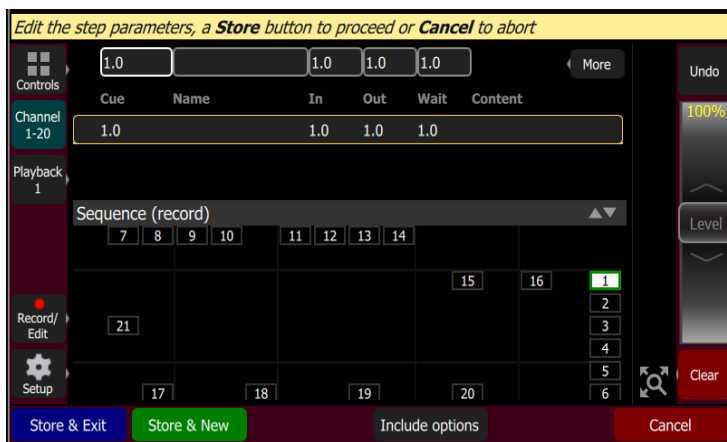 Edit the step parameters, a Store button to proceed or Cancel to abort
Controls
1.0 1.0 1.0 1.0 More
Undo
Cue Name In Out Wait Content
Channel
1-20
1.0 1.0 1.0 1.0
100%
Playback
1
Sequence (record)
Level
7 8 9 10 11 12 13 14
15 16 1
2
21 3
4
Record/
Edit
5
17 18 19 20 6
Setup
Clear
Store & Exit Store & New Include options Cancel